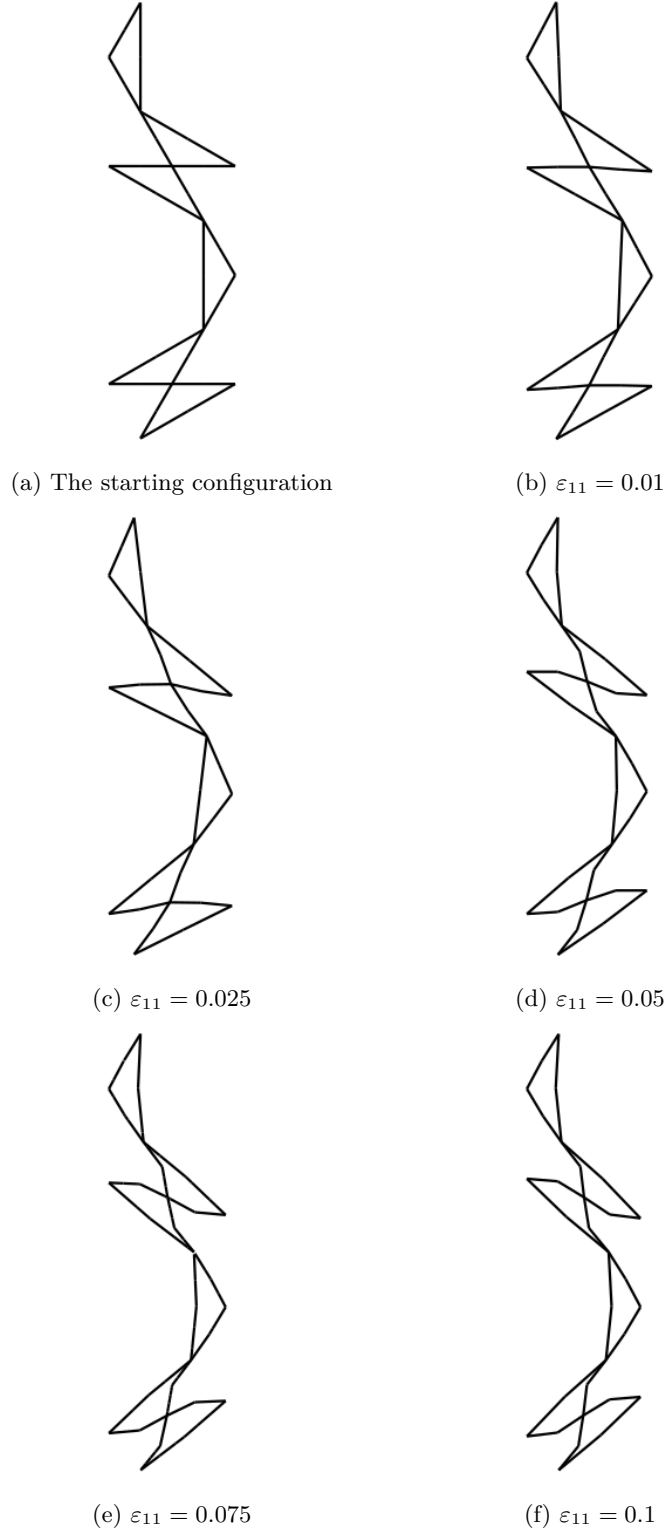 (a) The starting configuration
(b) ε₁₁ = 0.01
(c) ε₁₁ = 0.025
(d) ε₁₁ = 0.05
(e) ε₁₁ = 0.075
(f) ε₁₁ = 0.1